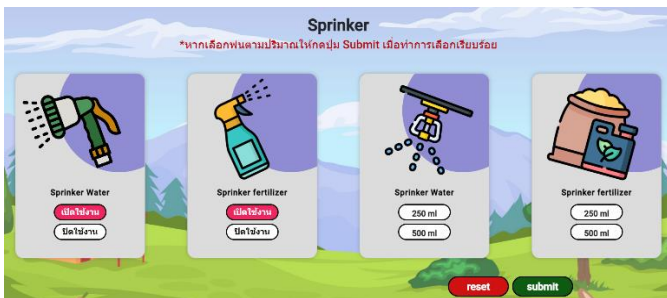 Sprinker
*หากเลือกพ่นตามปริมาณให้กดปุ่ม Submit เมื่อทำการเลือกเรียบร้อย
Sprinker Water
เปิดใช้งาน
ปิดใช้งาน
Sprinker fertilizer
เปิดใช้งาน
ปิดใช้งาน
Sprinker Water
250 ml
500 ml
Sprinker fertilizer
250 ml
500 ml
reset
submit